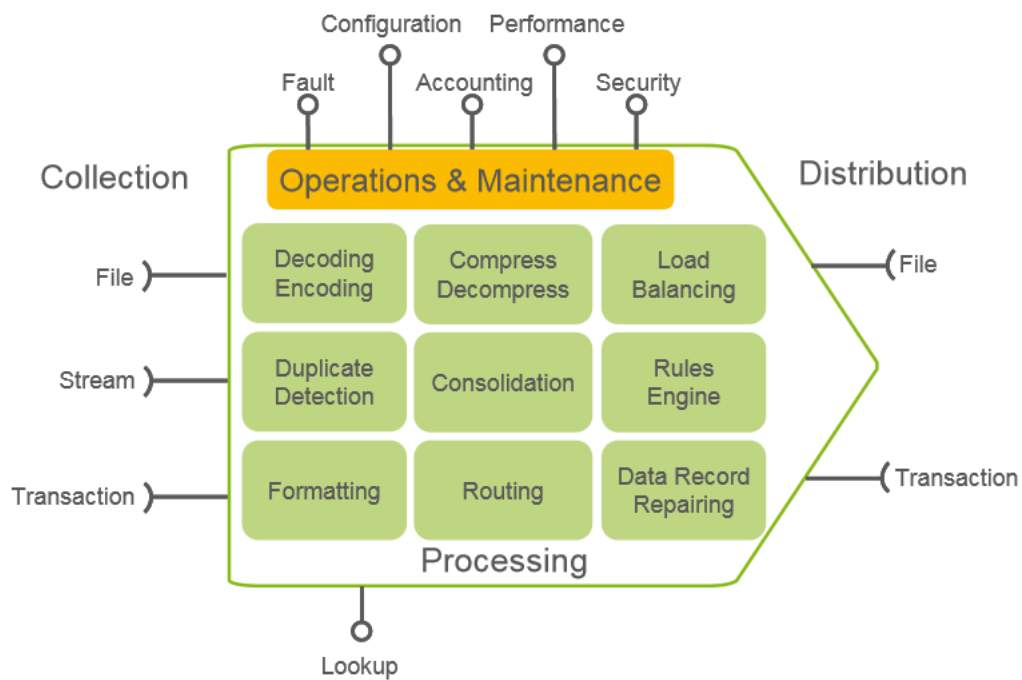 Configuration
Performance
Fault
Accounting
Security
Collection
Operations & Maintenance
Distribution
File
Decoding
Encoding
Compress
Decompress
Load
Balancing
File
Stream
Duplicate
Detection
Consolidation
Rules
Engine
Transaction
Formatting
Routing
Data Record
Repairing
Transaction
Processing
Lookup